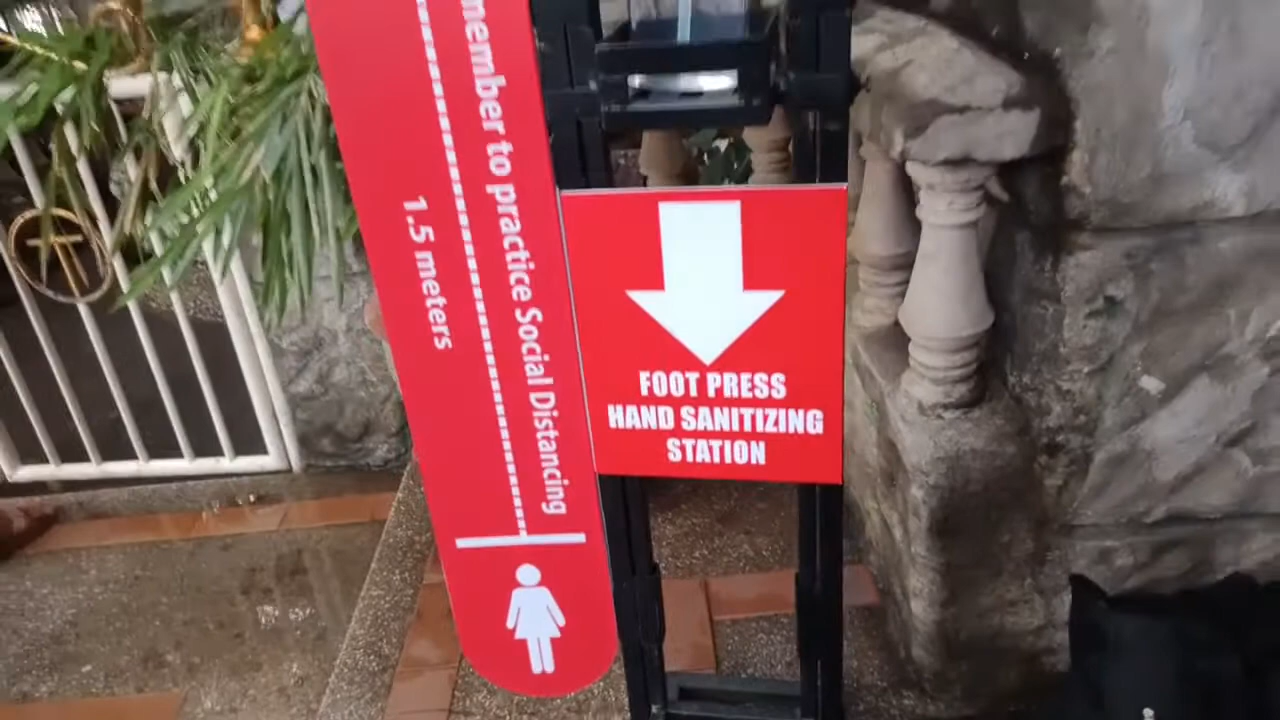 member to practice Social Distancing
1.5 meters
FOOT PRESS
HAND SANITIZING
STATION